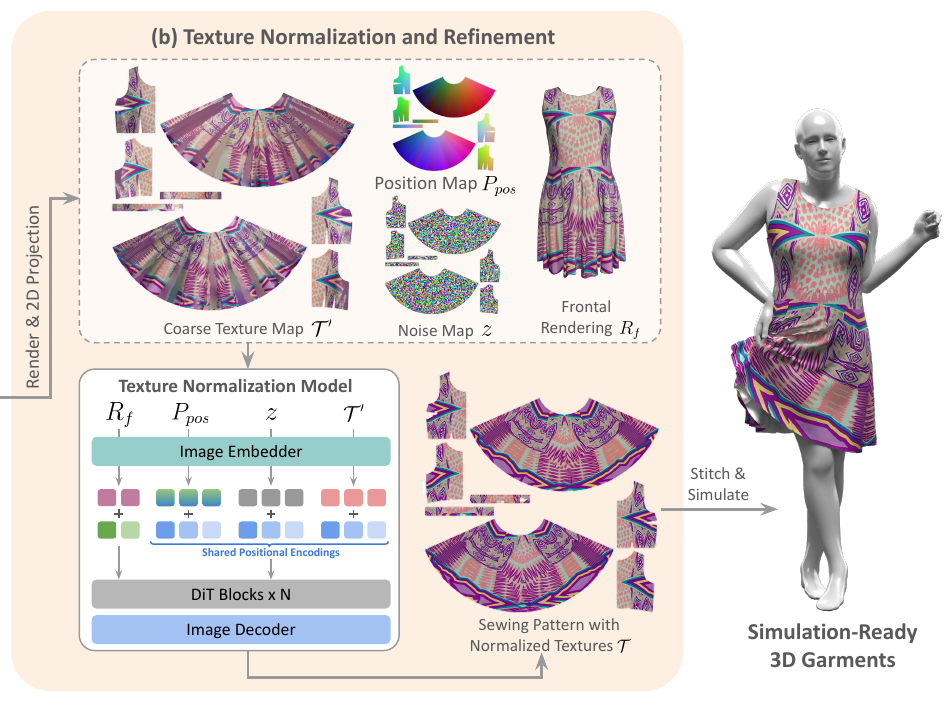 (b) Texture Normalization and Refinement
Render & 2D Projection
Coarse Texture Map 𝒯′
Position Map P_pos
Noise Map z
Frontal
Rendering R_f
Texture Normalization Model
R_f P_pos z 𝒯′
Image Embedder
+ + + +
Shared Positional Encodings
DiT Blocks x N
Image Decoder
Sewing Pattern with
Normalized Textures 𝒯
Stitch &
Simulate
Simulation-Ready
3D Garments